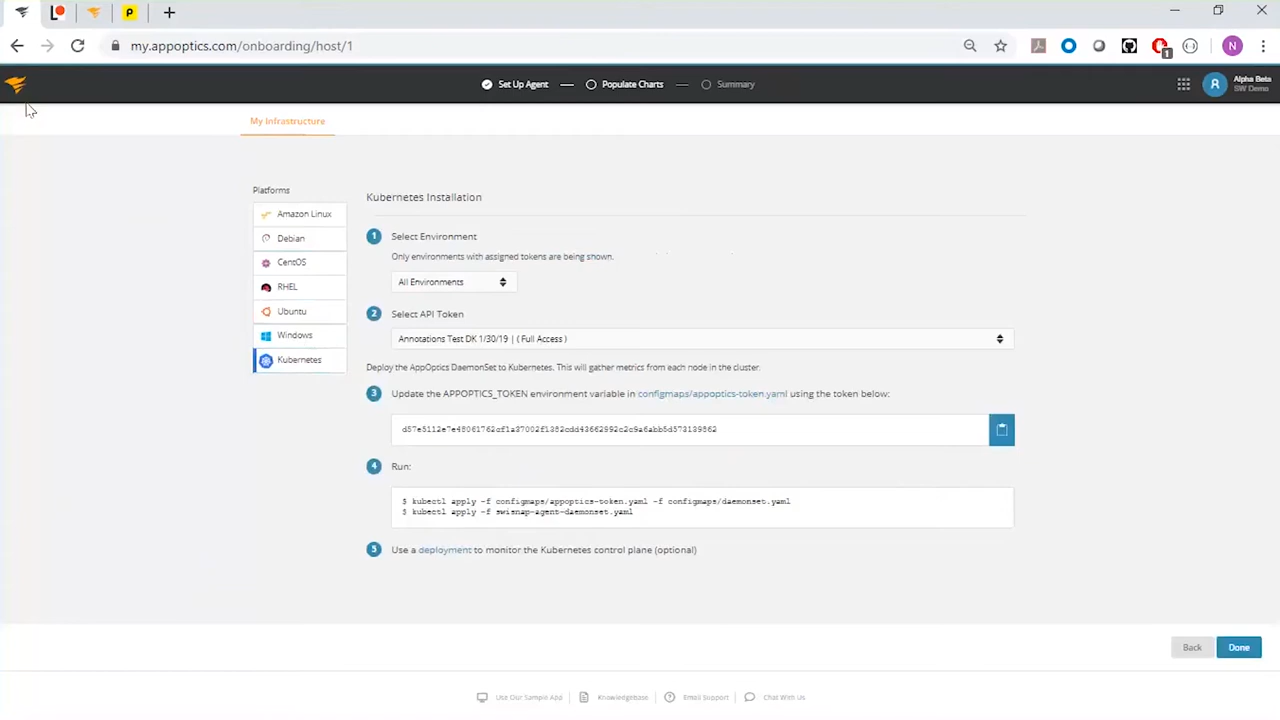 my.appoptics.com/onboarding/host/1
Set Up Agent
Populate Charts
Summary
Alpha Beta
SW Demo
My Infrastructure
Platforms
Amazon Linux
Debian
CentOS
RHEL
Ubuntu
Windows
Kubernetes
Kubernetes Installation
1 Select Environment
Only environments with assigned tokens are being shown.
All Environments
2 Select API Token
Annotations Test DK 1/30/19 | ( Full Access )
Deploy the AppOptics DaemonSet to Kubernetes. This will gather metrics from each node in the cluster.
3 Update the APPOPTICS_TOKEN environment variable in configmaps/appoptics-token.yaml using the token below:
4 Run:
$ kubectl apply -f configmaps/appoptics-token.yaml -f configmaps/daemonset.yaml
$ kubectl apply -f swisnap-agent-daemonset.yaml
5 Use a deployment to monitor the Kubernetes control plane (optional)
Back
Done
Use Our Sample App
Knowledgebase
Email Support
Chat With Us